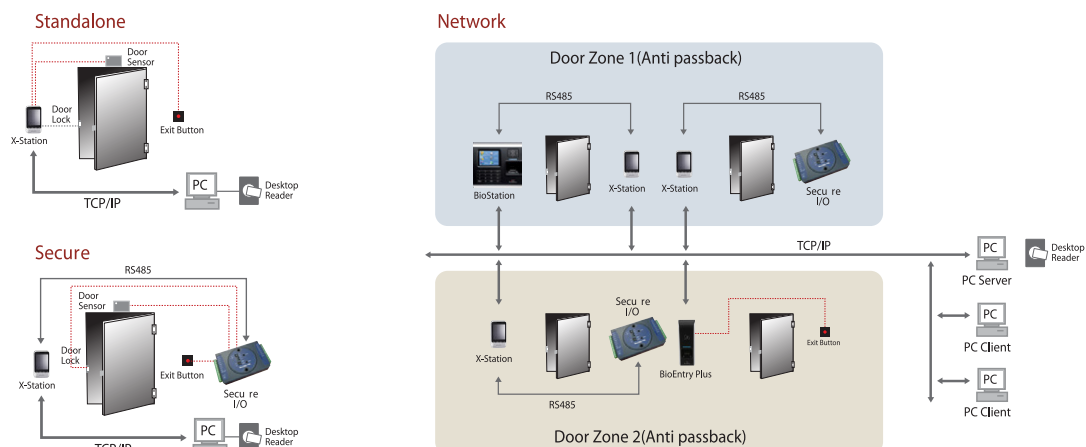 Standalone
Door
Sensor
Door
Lock
X-Station
Exit Button
PC
Desktop
Reader
TCP/IP
Secure
RS485
Door
Sensor
Door
Lock
X-Station
Exit Button
Secu re
I/O
PC
Desktop
Reader
TCP/IP
Network
Door Zone 1(Anti passback)
RS485
RS485
BioStation
X-Station
X-Station
Secu re
I/O
TCP/IP
PC
Desktop
Reader
PC Server
PC
PC Client
PC
PC Client
Secu re
I/O
X-Station
BioEntry Plus
Exit Button
RS485
Door Zone 2(Anti passback)